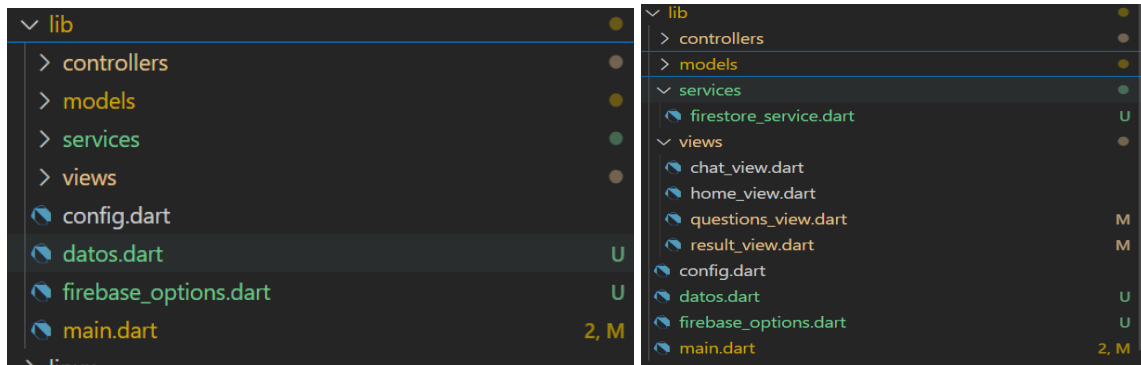 lib
controllers
models
services
views
config.dart
datos.dart U
firebase_options.dart U
main.dart 2, M
lib
controllers
models
services
firestore_service.dart U
views
chat_view.dart
home_view.dart
questions_view.dart M
result_view.dart M
config.dart
datos.dart U
firebase_options.dart U
main.dart 2, M